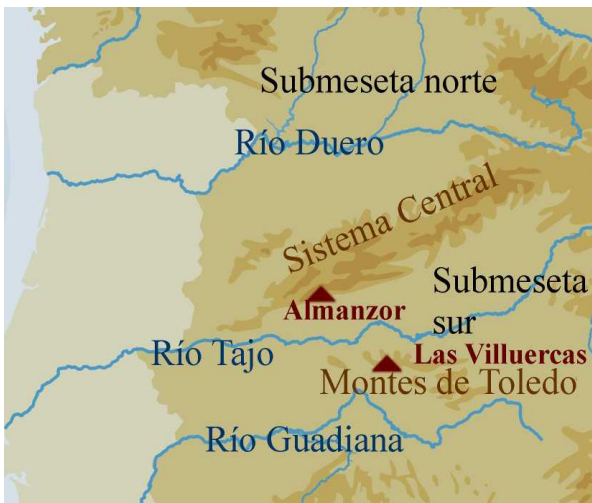 Submeseta norte
Río Duero
Sistema Central
Submeseta
sur
Almanzor
Río Tajo
Las Villuercas
Montes de Toledo
Río Guadiana